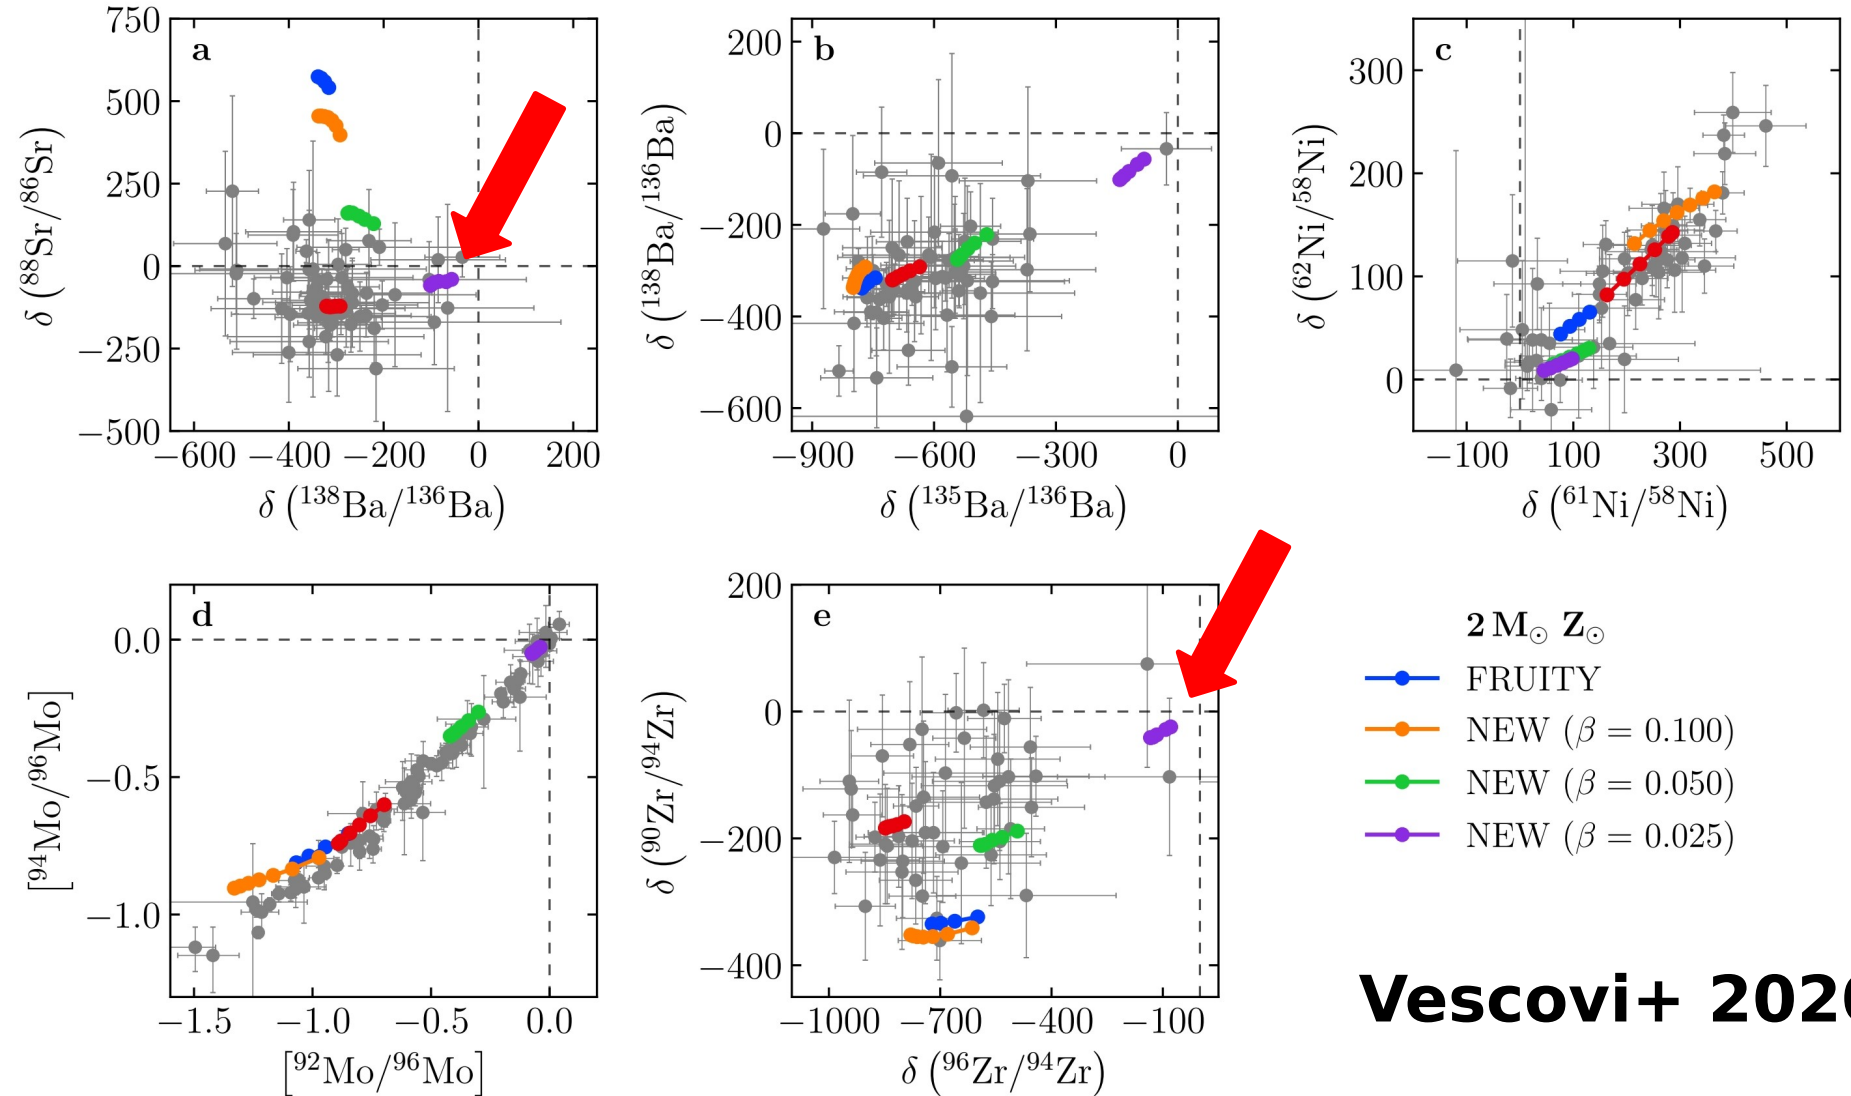 a
750
500
250
0
−250
−500
δ (⁸⁸Sr/⁸⁶Sr)
−600 −400 −200 0 200
δ (¹³⁸Ba/¹³⁶Ba)
b
200
0
−200
−400
−600
δ (¹³⁸Ba/¹³⁶Ba)
−900 −600 −300 0
δ (¹³⁵Ba/¹³⁶Ba)
c
300
200
100
0
δ (⁶²Ni/⁵⁸Ni)
−100 100 300 500
δ (⁶¹Ni/⁵⁸Ni)
d
0.0
−0.5
−1.0
[⁹⁴Mo/⁹⁶Mo]
−1.5 −1.0 −0.5 0.0
[⁹²Mo/⁹⁶Mo]
e
200
0
−200
−400
δ (⁹⁰Zr/⁹⁴Zr)
−1000 −700 −400 −100
δ (⁹⁶Zr/⁹⁴Zr)
2 M☉ Z☉
FRUITY
NEW (β = 0.100)
NEW (β = 0.050)
NEW (β = 0.025)
Vescovi+ 2020